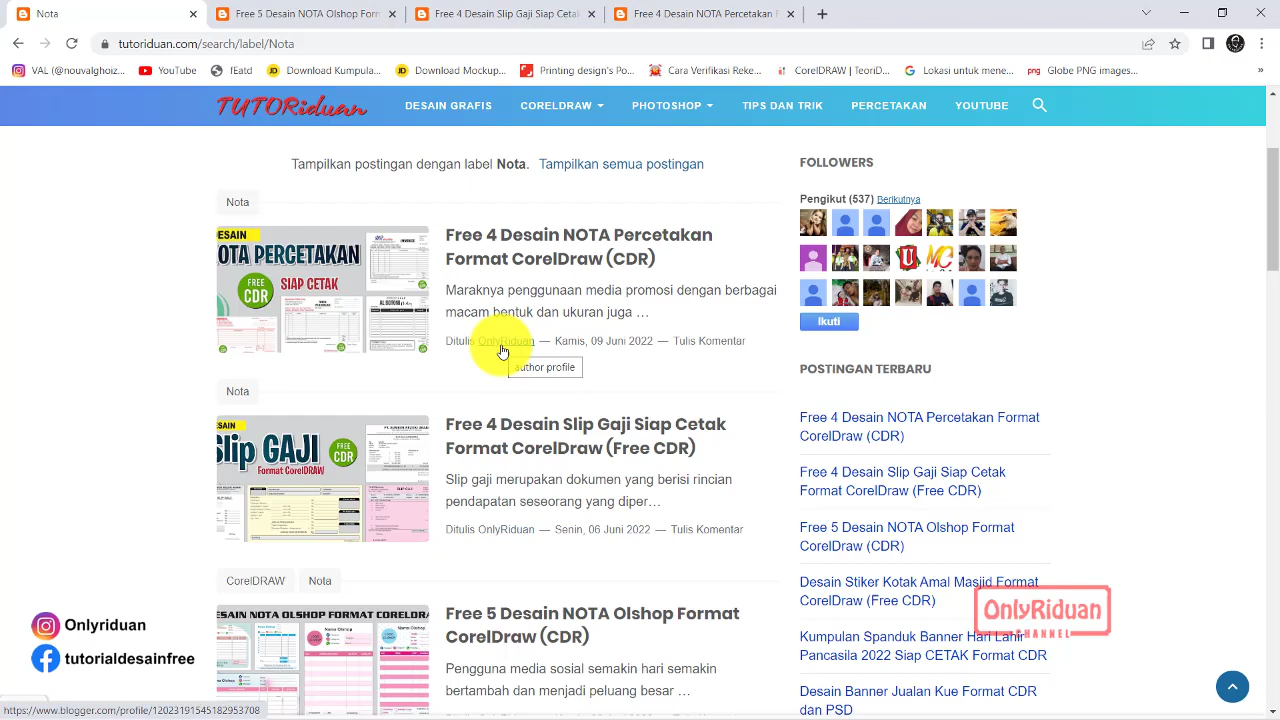 Nota
Free 5 Desain NOTA Olshop Form
Free 4 Desain Slip Gaji Siap Cetak
Free 4 Desain NOTA Percetakan F
tutoriduan.com/search/label/Nota
VAL (@nouvalghoiz...
YouTube
fEatd
Download Kumpula...
Download Mockup...
Printing design's Po...
Cara Verifikasi Reke...
CorelDRAW | TeoriD...
Lokasi untuk mene...
Globe PNG images...
TUTORiduan
DESAIN GRAFIS
CORELDRAW
PHOTOSHOP
TIPS DAN TRIK
PERCETAKAN
YOUTUBE
Tampilkan postingan dengan label Nota. Tampilkan semua postingan
Nota
DESAIN
NOTA PERCETAKAN
FREE
CDR
SIAP CETAK
Free 4 Desain NOTA Percetakan
Format CorelDraw (CDR)
Maraknya penggunaan media promosi dengan berbagai
macam bentuk dan ukuran juga ...
Ditulis OnlyRiduan — Kamis, 09 Juni 2022 — Tulis Komentar
author profile
Nota
DESAIN
Slip GAJI
Format CorelDRAW
FREE
CDR
Free 4 Desain Slip Gaji Siap Cetak
Format CorelDraw (Free CDR)
Slip gaji merupakan dokumen yang berisi rincian
pembayaran seseorang yang diperoleh ...
Ditulis OnlyRiduan — Senin, 06 Juni 2022 — Tulis Komentar
CorelDRAW
Nota
DESAIN NOTA OLSHOP FORMAT CORELDRA
Free 5 Desain NOTA Olshop Format
CorelDraw (CDR)
Pengguna media sosial semakin hari semakin
bertambah dan menjadi peluang besar ...
FOLLOWERS
Pengikut (537) Berikutnya
Ikuti
POSTINGAN TERBARU
Free 4 Desain NOTA Percetakan Format
CorelDraw (CDR)
Free 4 Desain Slip Gaji Siap Cetak
Format CorelDraw (Free CDR)
Free 5 Desain NOTA Olshop Format
CorelDraw (CDR)
Desain Stiker Kotak Amal Masjid Format
CorelDraw (Free CDR)
Kumpulan Spanduk Banner Hari Lahir
2022 Siap CETAK Format CDR
Desain Banner Jualan Kue Format CDR
dan PSD
OnlyRiduan
CHANNEL
Onlyriduan
tutorialdesainfree